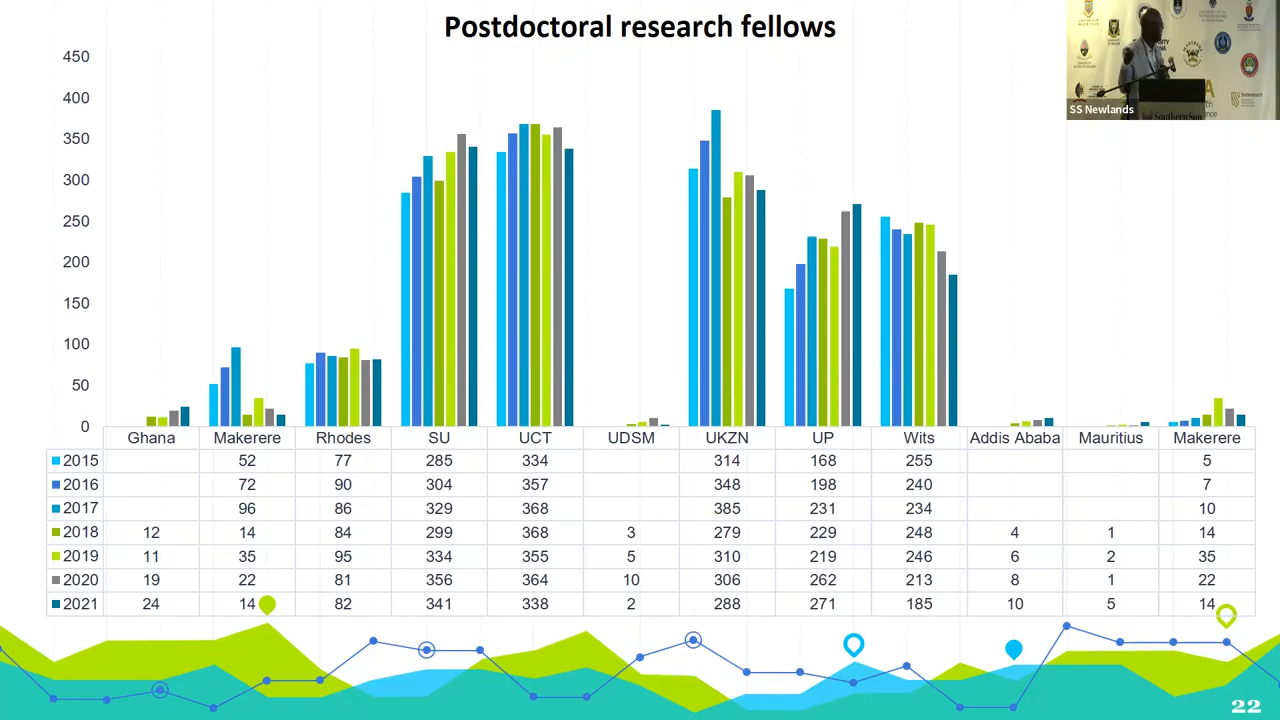 Postdoctoral research fellows
SS Newlands
Southern Sun
450
400
350
300
250
200
150
100
50
0
Ghana Makerere Rhodes SU UCT UDSM UKZN UP Wits Addis Ababa Mauritius Makerere
2015 52 77 285 334 314 168 255 5
2016 72 90 304 357 348 198 240 7
2017 96 86 329 368 385 231 234 10
2018 12 14 84 299 368 3 279 229 248 4 1 14
2019 11 35 95 334 355 5 310 219 246 6 2 35
2020 19 22 81 356 364 10 306 262 213 8 1 22
2021 24 14 82 341 338 2 288 271 185 10 5 14
22